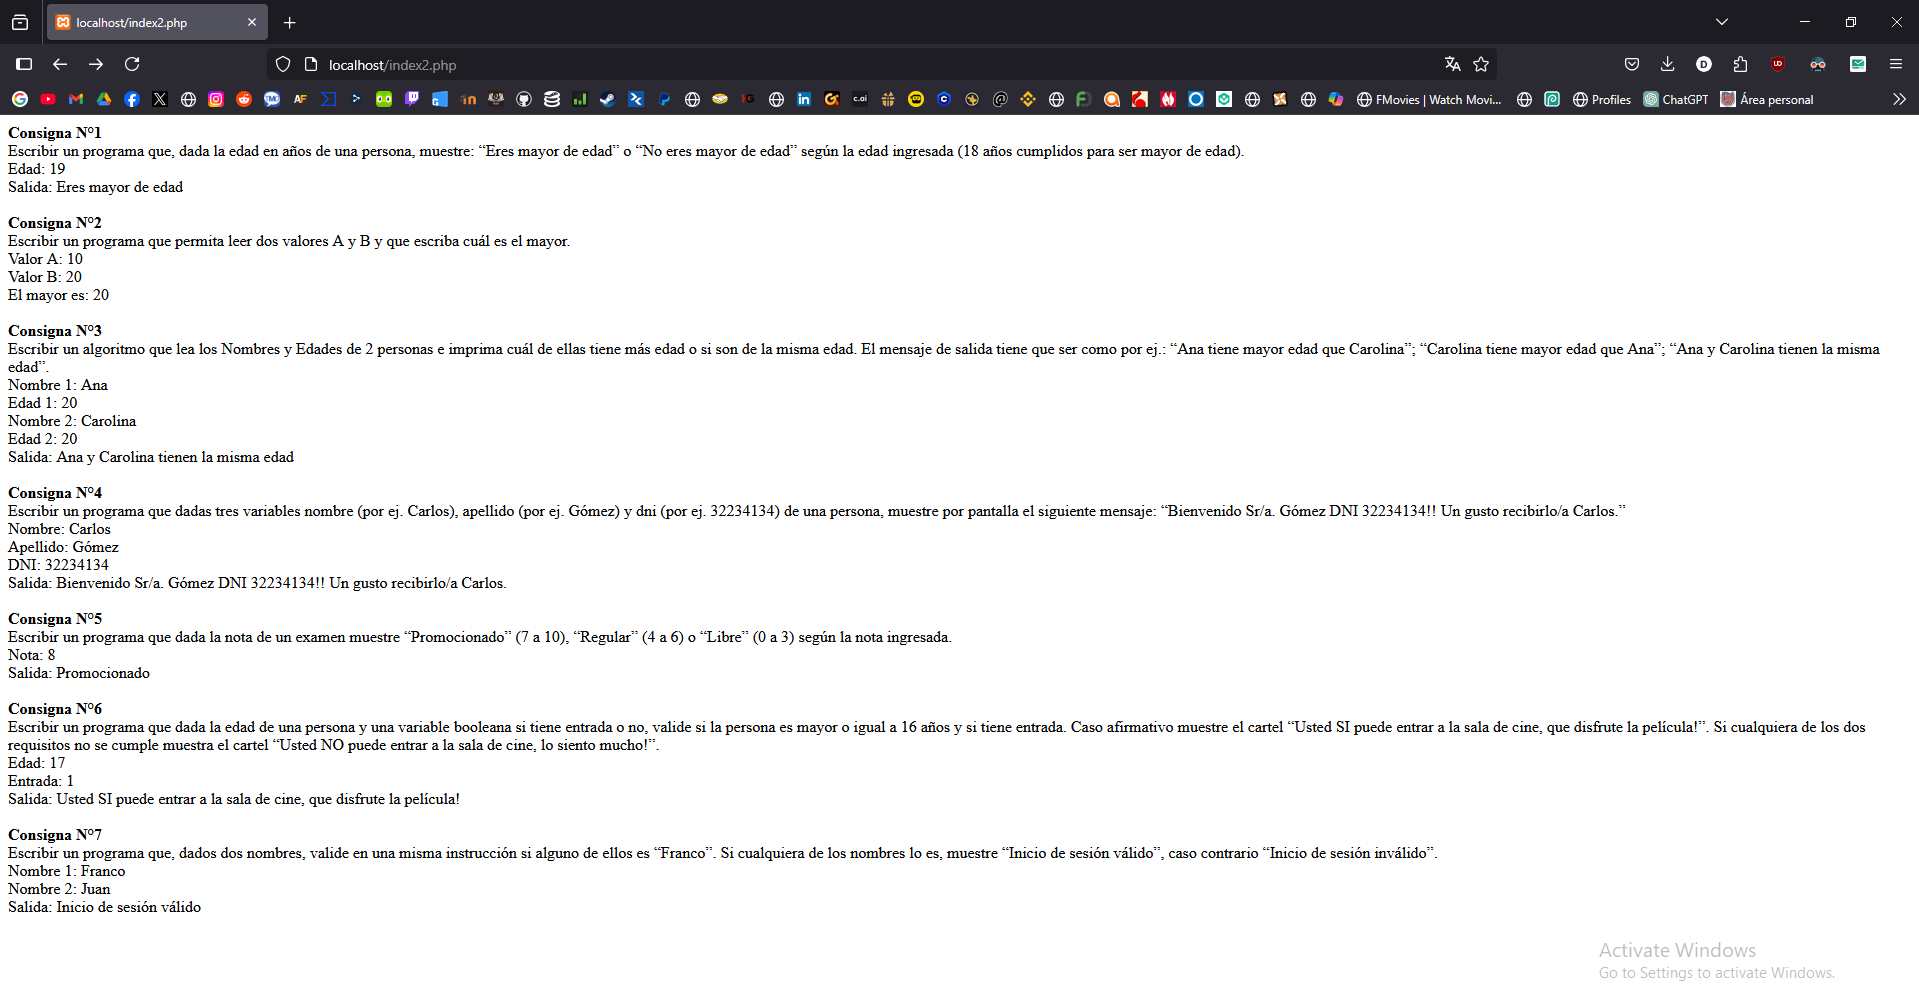 localhost/index2.php
localhost/index2.php
FMovies | Watch Movi...
Profiles
ChatGPT
Área personal
Consigna N°1
Escribir un programa que, dada la edad en años de una persona, muestre: “Eres mayor de edad” o “No eres mayor de edad” según la edad ingresada (18 años cumplidos para ser mayor de edad).
Edad: 19
Salida: Eres mayor de edad
Consigna N°2
Escribir un programa que permita leer dos valores A y B y que escriba cuál es el mayor.
Valor A: 10
Valor B: 20
El mayor es: 20
Consigna N°3
Escribir un algoritmo que lea los Nombres y Edades de 2 personas e imprima cuál de ellas tiene más edad o si son de la misma edad. El mensaje de salida tiene que ser como por ej.: “Ana tiene mayor edad que Carolina”; “Carolina tiene mayor edad que Ana”; “Ana y Carolina tienen la misma
edad”.
Nombre 1: Ana
Edad 1: 20
Nombre 2: Carolina
Edad 2: 20
Salida: Ana y Carolina tienen la misma edad
Consigna N°4
Escribir un programa que dadas tres variables nombre (por ej. Carlos), apellido (por ej. Gómez) y dni (por ej. 32234134) de una persona, muestre por pantalla el siguiente mensaje: “Bienvenido Sr/a. Gómez DNI 32234134!! Un gusto recibirlo/a Carlos.”
Nombre: Carlos
Apellido: Gómez
DNI: 32234134
Salida: Bienvenido Sr/a. Gómez DNI 32234134!! Un gusto recibirlo/a Carlos.
Consigna N°5
Escribir un programa que dada la nota de un examen muestre “Promocionado” (7 a 10), “Regular” (4 a 6) o “Libre” (0 a 3) según la nota ingresada.
Nota: 8
Salida: Promocionado
Consigna N°6
Escribir un programa que dada la edad de una persona y una variable booleana si tiene entrada o no, valide si la persona es mayor o igual a 16 años y si tiene entrada. Caso afirmativo muestre el cartel “Usted SI puede entrar a la sala de cine, que disfrute la película!”. Si cualquiera de los dos
requisitos no se cumple muestra el cartel “Usted NO puede entrar a la sala de cine, lo siento mucho!”.
Edad: 17
Entrada: 1
Salida: Usted SI puede entrar a la sala de cine, que disfrute la película!
Consigna N°7
Escribir un programa que, dados dos nombres, valide en una misma instrucción si alguno de ellos es “Franco”. Si cualquiera de los nombres lo es, muestre “Inicio de sesión válido”, caso contrario “Inicio de sesión inválido”.
Nombre 1: Franco
Nombre 2: Juan
Salida: Inicio de sesión válido
Activate Windows
Go to Settings to activate Windows.